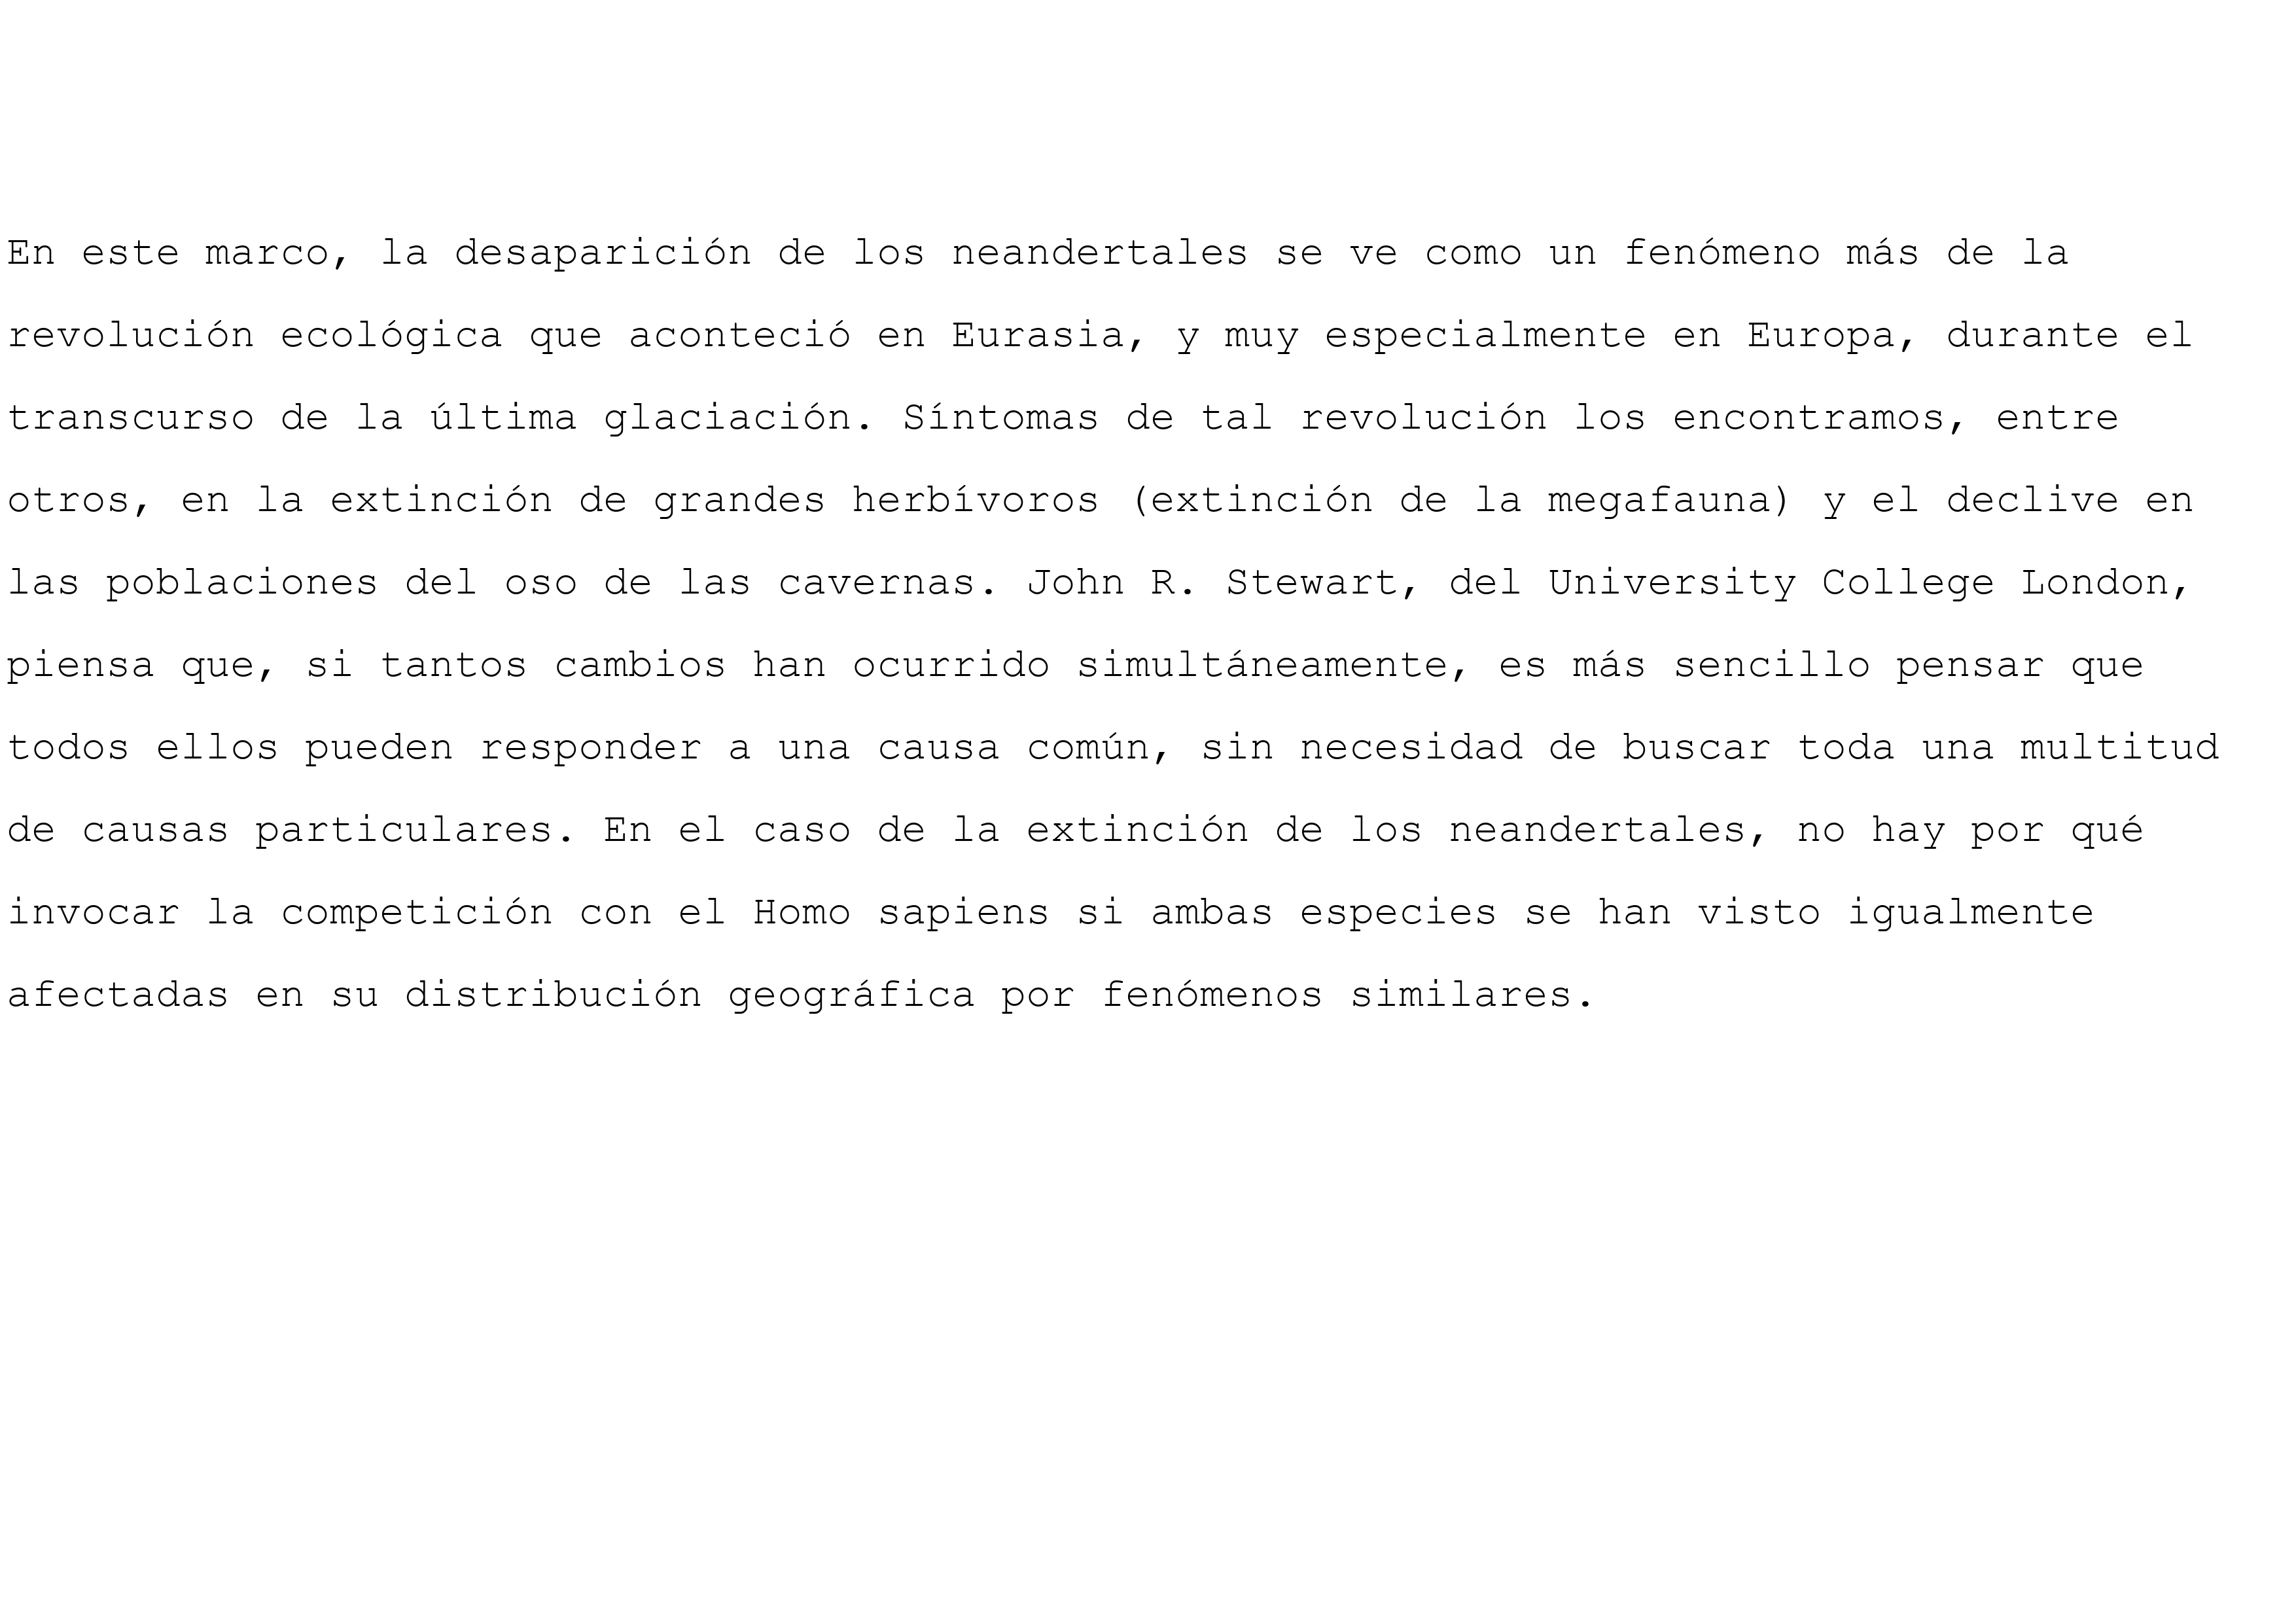 En este marco, la desaparición de los neandertales se ve como un fenómeno más de la
revolución ecológica que aconteció en Eurasia, y muy especialmente en Europa, durante el
transcurso de la última glaciación. Síntomas de tal revolución los encontramos, entre
otros, en la extinción de grandes herbívoros (extinción de la megafauna) y el declive en
las poblaciones del oso de las cavernas. John R. Stewart, del University College London,
piensa que, si tantos cambios han ocurrido simultáneamente, es más sencillo pensar que
todos ellos pueden responder a una causa común, sin necesidad de buscar toda una multitud
de causas particulares. En el caso de la extinción de los neandertales, no hay por qué
invocar la competición con el Homo sapiens si ambas especies se han visto igualmente
afectadas en su distribución geográfica por fenómenos similares.